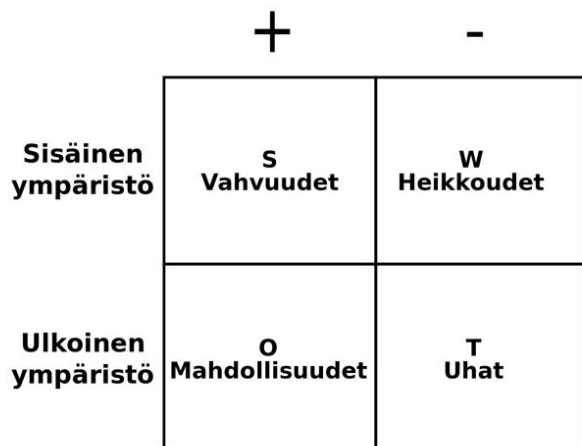 + -
Sisäinen
ympäristö
S
Vahvuudet
W
Heikkoudet
Ulkoinen
ympäristö
O
Mahdollisuudet
T
Uhat